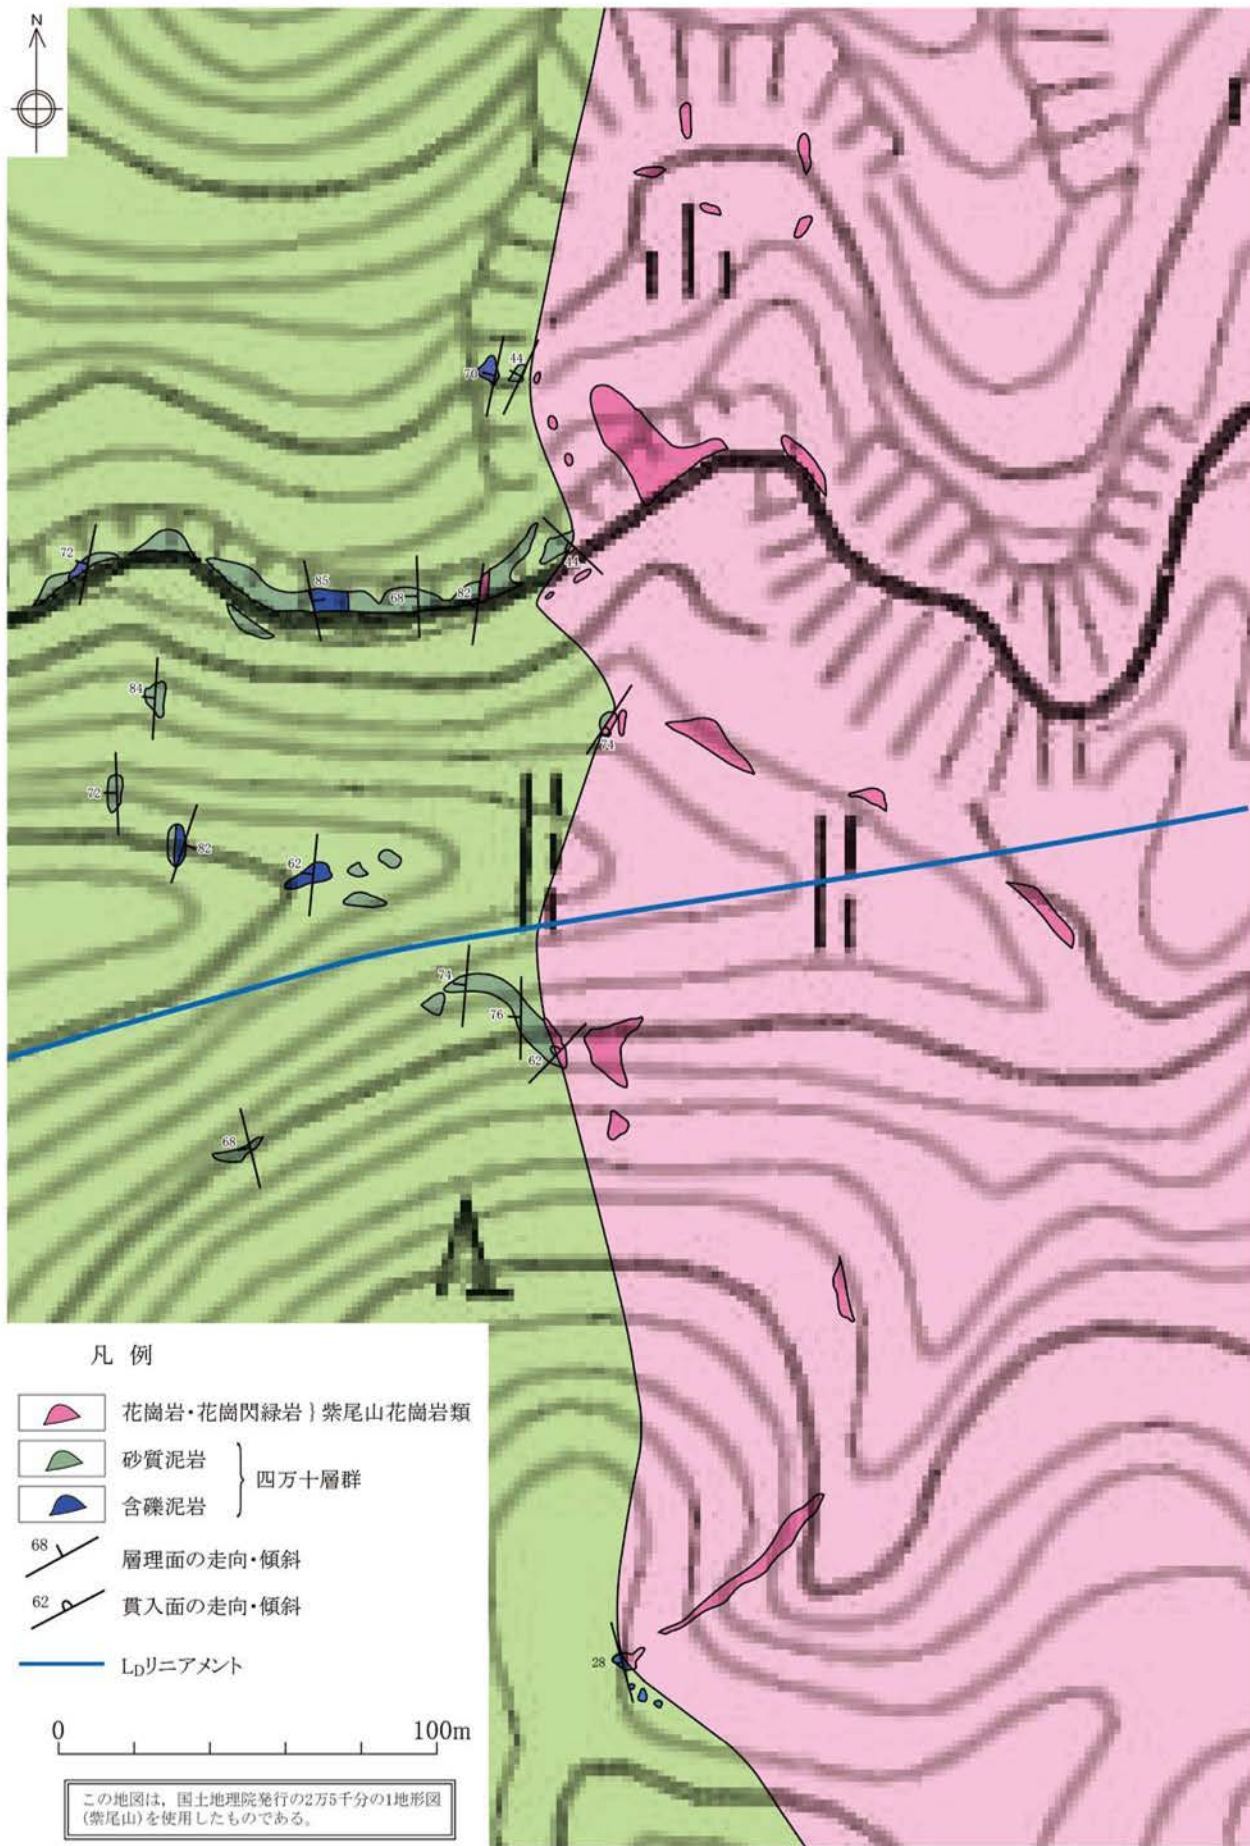 N
70
44
72
85
68
82
44
84
74
72
82
62
74
76
62
68
28
凡 例
花崗岩・花崗閃緑岩 } 紫尾山花崗岩類
砂質泥岩
四万十層群
含礫泥岩
68
層理面の走向・傾斜
62
貫入面の走向・傾斜
LDリニアメント
0 100m
この地図は，国土地理院発行の2万5千分の1地形図
(紫尾山)を使用したものである。